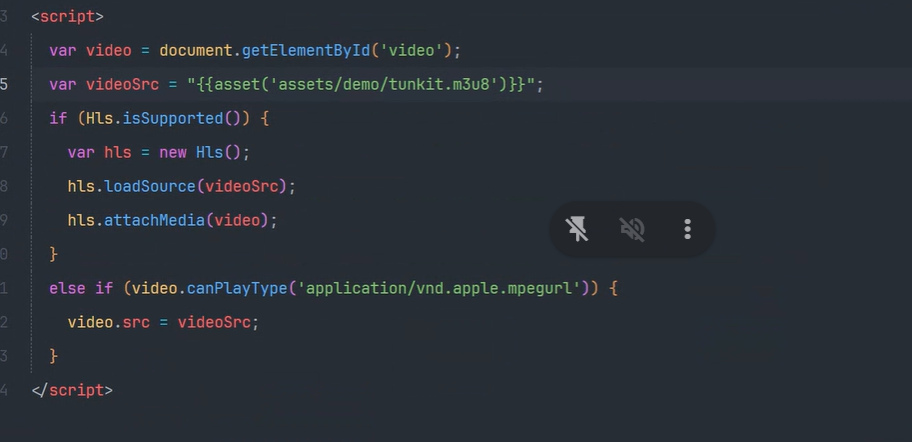 3 <script>
4 var video = document.getElementById('video');
5 var videoSrc = "{{asset('assets/demo/tunkit.m3u8')}}";
6 if (Hls.isSupported()) {
7 var hls = new Hls();
8 hls.loadSource(videoSrc);
9 hls.attachMedia(video);
0 }
1 else if (video.canPlayType('application/vnd.apple.mpegurl')) {
2 video.src = videoSrc;
3 }
4 </script>